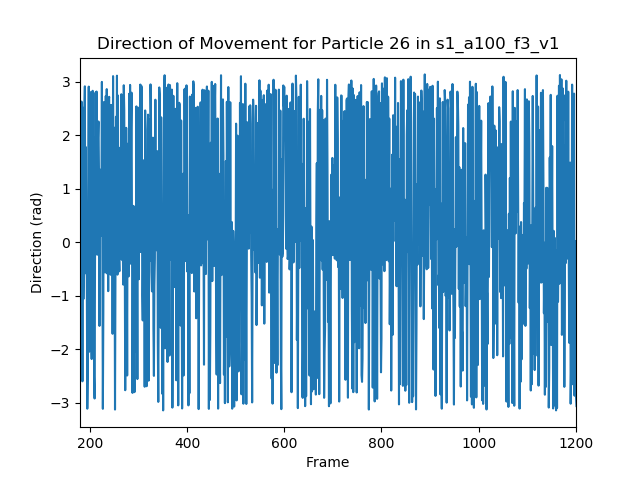 Direction of Movement for Particle 26 in s1_a100_f3_v1
3
2
1
0
−1
−2
−3
Direction (rad)
200 400 600 800 1000 1200
Frame